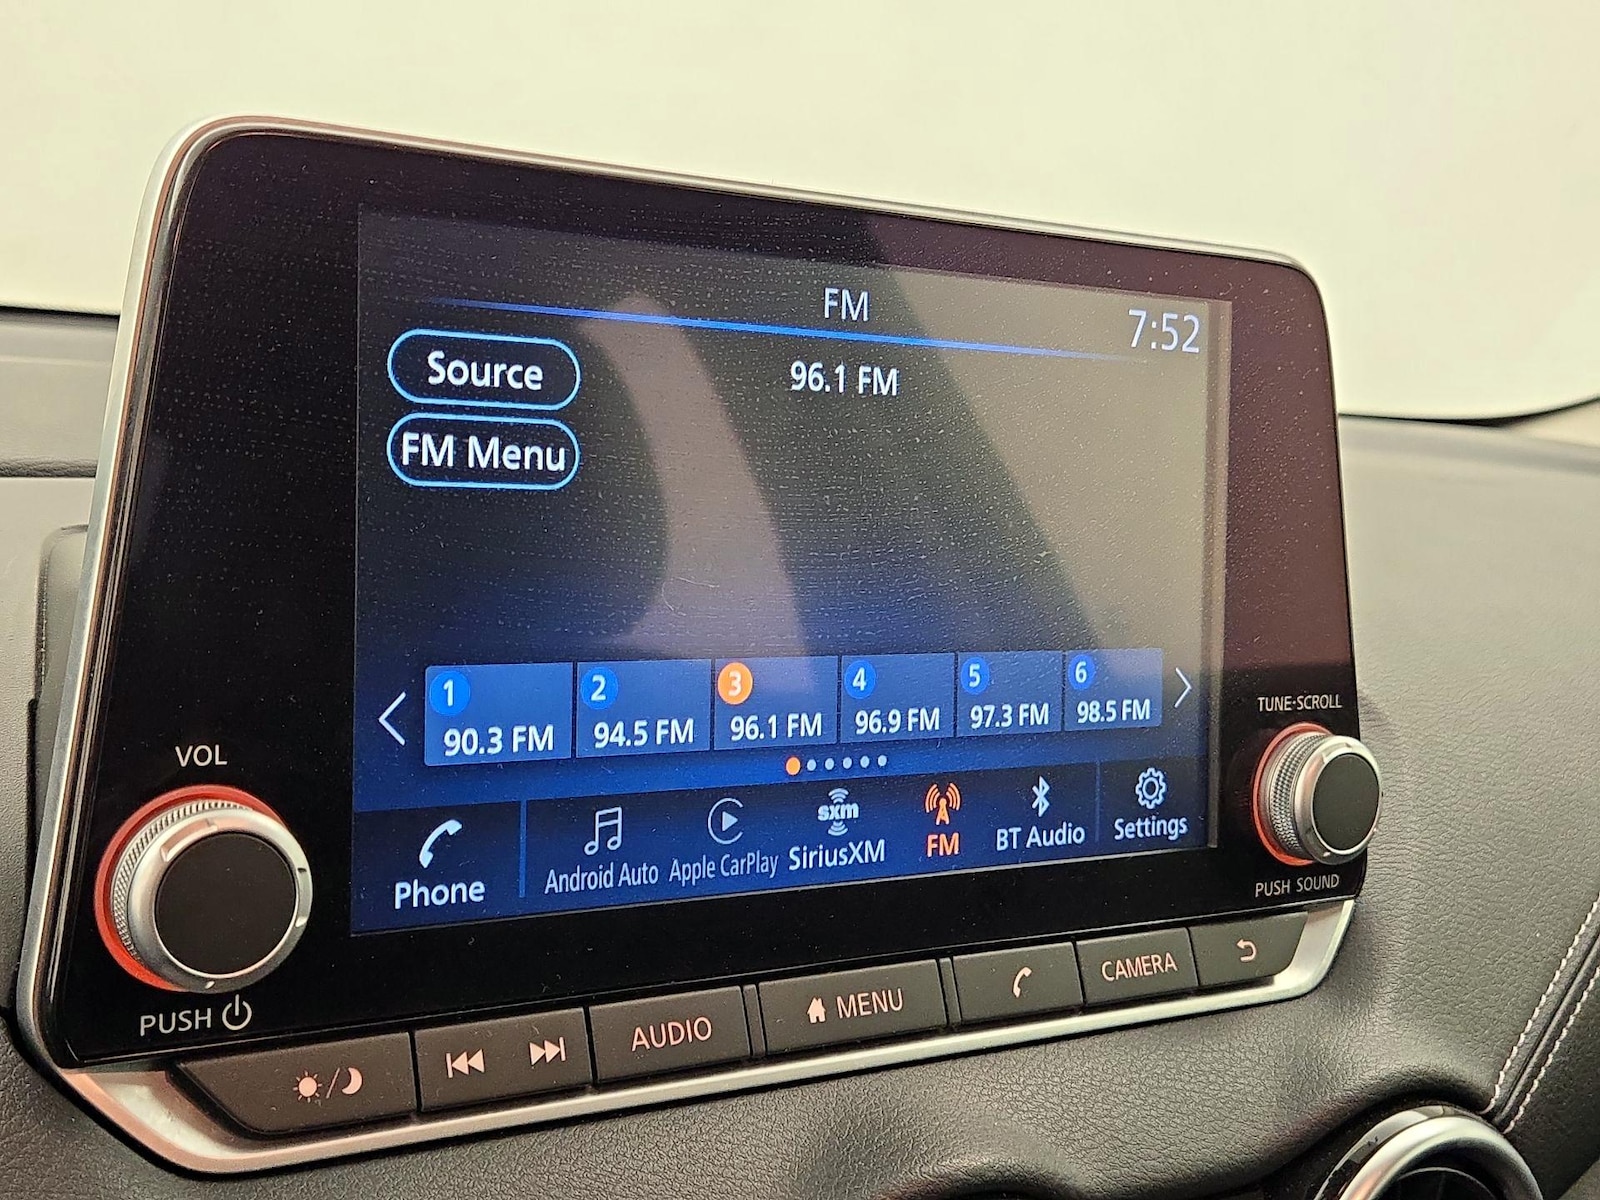 FM
7:52
Source
96.1 FM
FM Menu
1
2
3
4
5
6
90.3 FM
94.5 FM
96.1 FM
96.9 FM
97.3 FM
98.5 FM
TUNE·SCROLL
VOL
Phone
Android Auto
Apple CarPlay
sxm
SiriusXM
FM
BT Audio
Settings
PUSH SOUND
PUSH
AUDIO
MENU
CAMERA